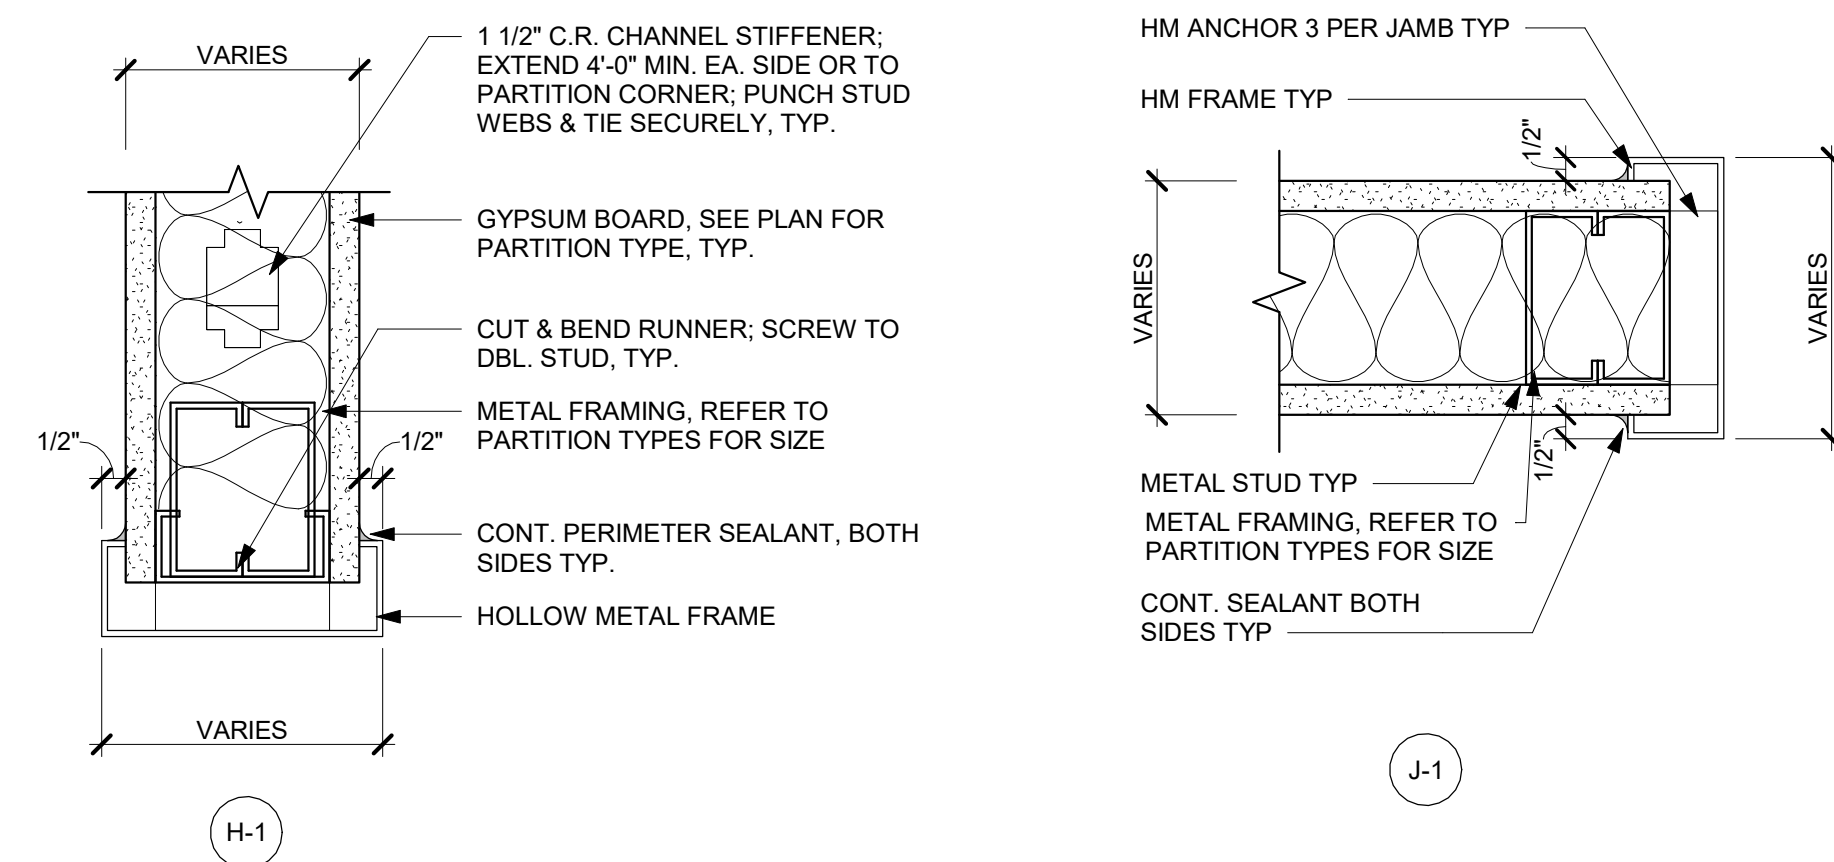 VARIES
1 1/2" C.R. CHANNEL STIFFENER;
EXTEND 4'-0" MIN. EA. SIDE OR TO
PARTITION CORNER; PUNCH STUD
WEBS & TIE SECURELY, TYP.
GYPSUM BOARD, SEE PLAN FOR
PARTITION TYPE, TYP.
CUT & BEND RUNNER; SCREW TO
DBL. STUD, TYP.
METAL FRAMING, REFER TO
PARTITION TYPES FOR SIZE
1/2"
1/2"
CONT. PERIMETER SEALANT, BOTH
SIDES TYP.
HOLLOW METAL FRAME
VARIES
H-1
HM ANCHOR 3 PER JAMB TYP
HM FRAME TYP
1/2"
VARIES
VARIES
1/2"
METAL STUD TYP
METAL FRAMING, REFER TO
PARTITION TYPES FOR SIZE
CONT. SEALANT BOTH
SIDES TYP
J-1